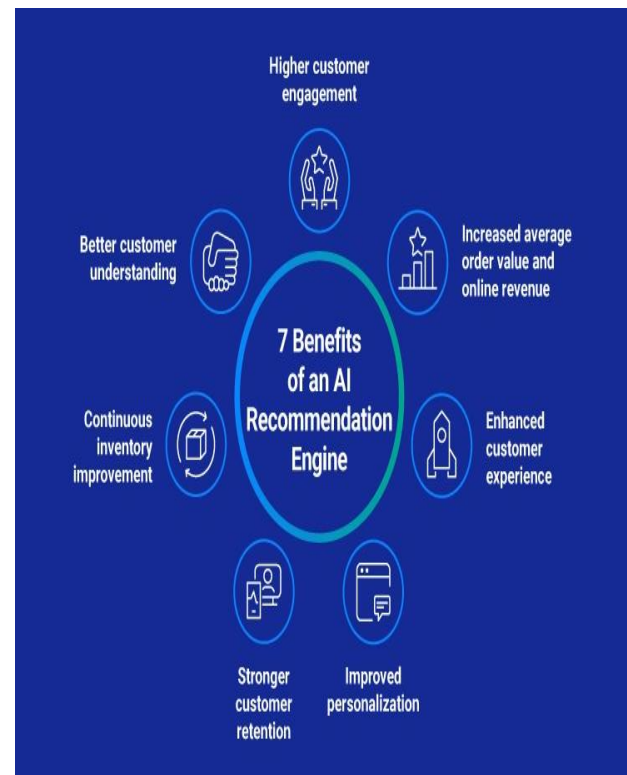 Higher customer
engagement
Increased average
order value and
online revenue
Enhanced
customer
experience
Improved
personalization
Stronger
customer
retention
Continuous
inventory
improvement
Better customer
understanding
7 Benefits
of an AI
Recommendation
Engine